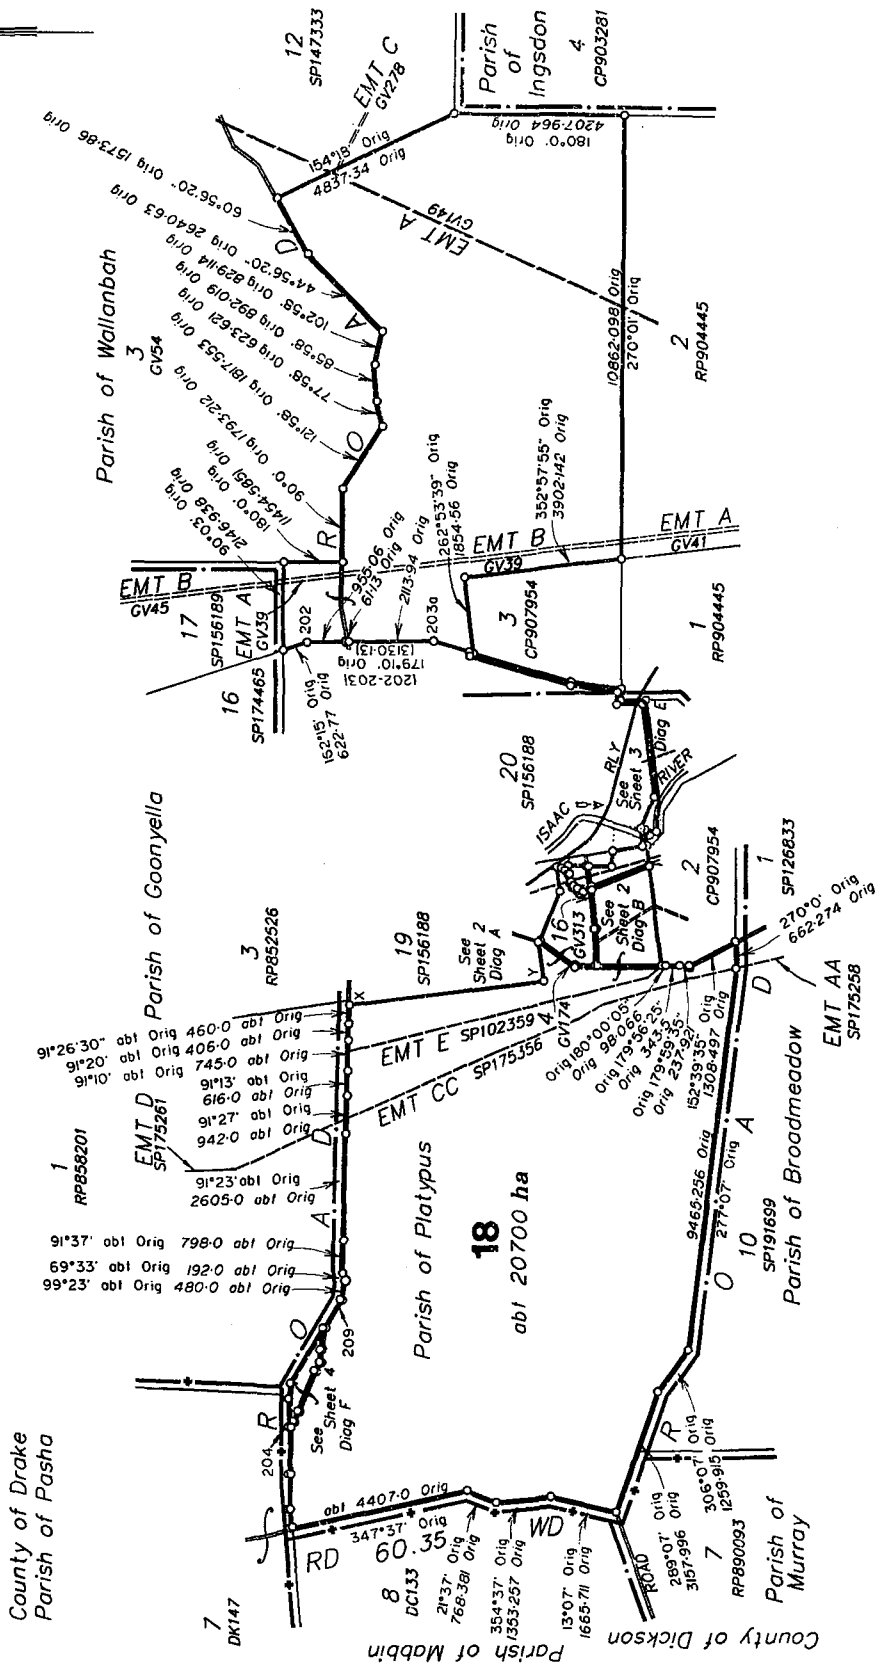 County of Drake
Parish of Pasha
7
DK147
1
RP858201
EMT D
SP175261
3
RP852526
Parish of Goonyella
16
SP174465
17
SP156189
EMT B
GV45
EMT A
GV39
Parish of Wallanbah
3
GV54
12
SP147333
EMT C
GV278
Parish
of
Ingsdon
4
CP903281
91°26'30" abt Orig 460·0 abt Orig
91°20' abt Orig 406·0 abt Orig
91°10' abt Orig 745·0 abt Orig
91°13' abt Orig
616·0 abt Orig
91°27' abt Orig
942·0 abt Orig
91°23' abt Orig
2605·0 abt Orig
91°37' abt Orig 798·0 abt Orig
69°33' abt Orig 192·0 abt Orig
99°23' abt Orig 480·0 abt Orig
204
209
R O A D
See
Sheet 4
Diag F
X
Y
90°03' Orig
2146·938 Orig
180°0' Orig
(1454·585) Orig
90°0' Orig 1793·212 Orig
121°58' Orig 1817·553 Orig
77°58' Orig 623·621 Orig
85°58' Orig 892·019 Orig
102°58' Orig 829·114 Orig
44°56'20" Orig 2640·63 Orig
60°56'20" Orig 1573·86 Orig
R O A D
154°18' Orig
4837·34 Orig
180°0' Orig
4207·964 Orig
EMT A
GV149
10862·098 Orig
270°01' Orig
2
RP904445
202
152°15' Orig
622·77 Orig
955·06 Orig
61·13 Orig
2113·94 Orig
(3130·13)
179°10' Orig
(202-203)
203a
262°53'39" Orig
1854·56 Orig
352°57'55" Orig
3902·142 Orig
EMT B
GV39
EMT A
GV41
3
CP907954
1
RP904445
20
SP156188
RLY
ISAAC
RIVER
See
Sheet 3
Diag E
19
SP156188
See
Sheet 2
Diag A
16
GV313
See
Sheet 2
Diag B
4
GV174
2
CP907954
1
SP126833
EMT E SP102359
EMT CC SP175356
Orig 180°00'05"
Orig 98·066
Orig 179°56'25"
Orig 343·5
Orig 179°59'35"
Orig 237·921
152°39'35" Orig
1308·497 Orig
270°0' Orig
662·274 Orig
EMT AA
SP175258
Parish of Platypus
18
abt 20700 ha
abt 4407·0 Orig
347°37' Orig
RD
60.35
WD
8
DC133
21°37' Orig
768·381 Orig
354°37' Orig
1353·257 Orig
13°07' Orig
1665·711 Orig
Parish of Mabbin
ROAD
289°07' Orig
3157·996 Orig
306°07' Orig
1259·915 Orig
9465·256 Orig
277°07' Orig
R O A D
10
SP191699
Parish of Broadmeadow
7
RP890093
Parish of
Murray
County of Dickson